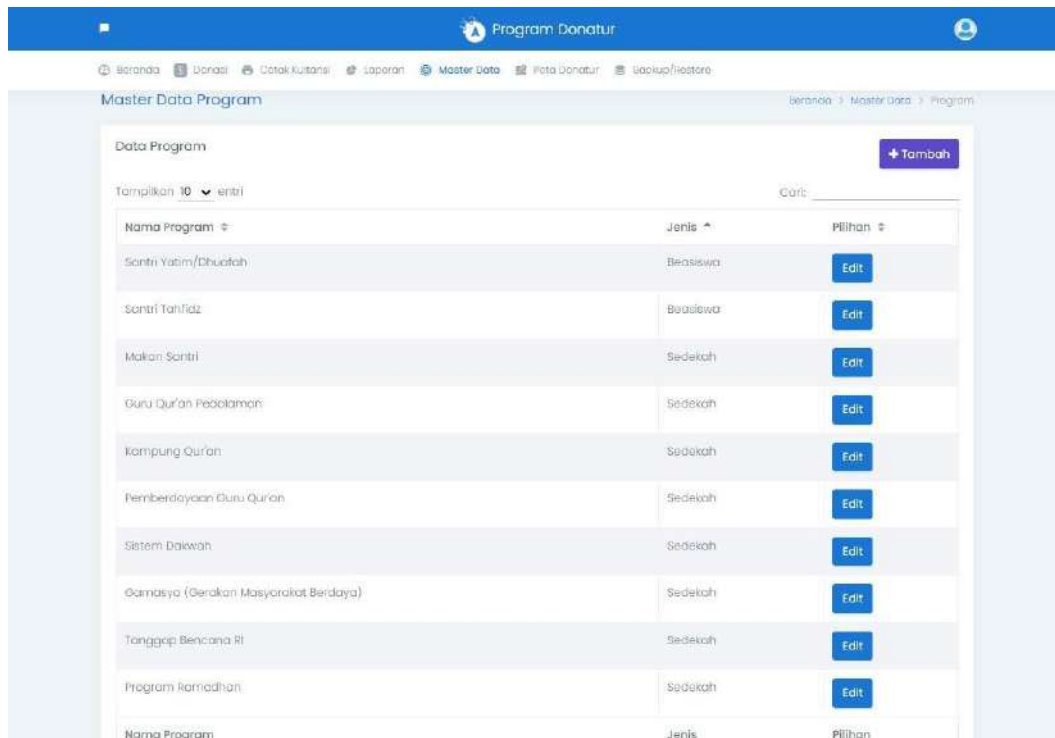 Program Donatur
Beranda Donasi Cetak Kuitansi Laporan Master Data Peta Donatur Backup/Restore
Master Data Program Beranda > Master Data > Program
Data Program + Tambah
Tampilkan 10 entri Cari:
Nama Program Jenis Pilihan
Santri Yatim/Dhuafah Beasiswa Edit
Santri Tahfidz Beasiswa Edit
Makan Santri Sedekah Edit
Guru Qur'an Pedalaman Sedekah Edit
Kampung Qur'an Sedekah Edit
Pemberdayaan Guru Qur'an Sedekah Edit
Sistem Dakwah Sedekah Edit
Gamasya (Gerakan Masyarakat Berdaya) Sedekah Edit
Tanggap Bencana RI Sedekah Edit
Program Ramadhan Sedekah Edit
Nama Program Jenis Pilihan